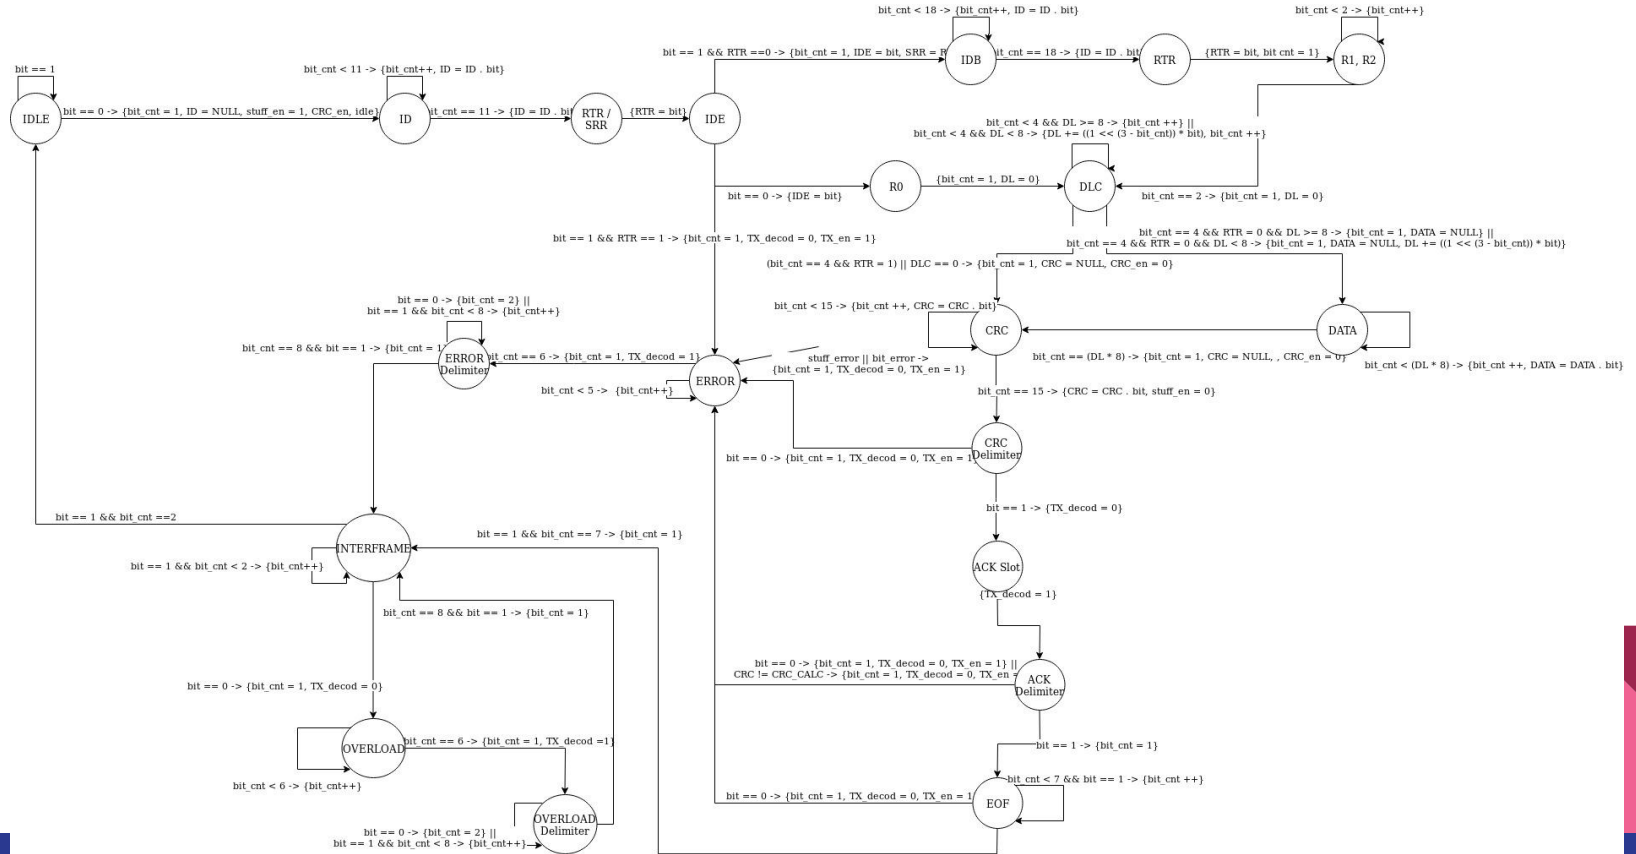 bit_cnt < 18 -> {bit_cnt++, ID = ID . bit}
bit_cnt < 2 -> {bit_cnt++}
bit == 1 && RTR ==0 -> {bit_cnt = 1, IDE = bit, SRR = R
IDB
it_cnt == 18 -> {ID = ID . bit
RTR
{RTR = bit, bit cnt = 1}
R1, R2
bit == 1
bit_cnt < 11 -> {bit_cnt++, ID = ID . bit}
IDLE
bit == 0 -> {bit_cnt = 1, ID = NULL, stuff_en = 1, CRC_en, idle}
ID
it_cnt == 11 -> {ID = ID . bit
RTR /
SRR
{RTR = bit}
IDE
bit_cnt < 4 && DL >= 8 -> {bit_cnt ++} ||
bit_cnt < 4 && DL < 8 -> {DL += ((1 << (3 - bit_cnt)) * bit), bit_cnt ++}
bit == 0 -> {IDE = bit}
R0
{bit_cnt = 1, DL = 0}
DLC
bit_cnt == 2 -> {bit_cnt = 1, DL = 0}
bit == 1 && RTR == 1 -> {bit_cnt = 1, TX_decod = 0, TX_en = 1}
bit_cnt == 4 && RTR = 0 && DL >= 8 -> {bit_cnt = 1, DATA = NULL} ||
bit_cnt == 4 && RTR = 0 && DL < 8 -> {bit_cnt = 1, DATA = NULL, DL += ((1 << (3 - bit_cnt)) * bit)}
(bit_cnt == 4 && RTR = 1) || DLC == 0 -> {bit_cnt = 1, CRC = NULL, CRC_en = 0}
bit == 0 -> {bit_cnt = 2} ||
bit == 1 && bit_cnt < 8 -> {bit_cnt++}
bit_cnt < 15 -> {bit_cnt ++, CRC = CRC . bit}
CRC
DATA
bit_cnt == 8 && bit == 1 -> {bit_cnt = 1
ERROR
Delimiter
bit_cnt == 6 -> {bit_cnt = 1, TX_decod = 1}
stuff_error || bit_error ->
{bit_cnt = 1, TX_decod = 0, TX_en = 1}
bit_cnt == (DL * 8) -> {bit_cnt = 1, CRC = NULL, , CRC_en = 0}
bit_cnt < (DL * 8) -> {bit_cnt ++, DATA = DATA . bit}
bit_cnt < 5 -> {bit_cnt++}
ERROR
bit_cnt == 15 -> {CRC = CRC . bit, stuff_en = 0}
CRC
Delimiter
bit == 0 -> {bit_cnt = 1, TX_decod = 0, TX_en = 1
bit == 1 -> {TX_decod = 0}
bit == 1 && bit_cnt ==2
bit == 1 && bit_cnt == 7 -> {bit_cnt = 1}
INTERFRAME
bit == 1 && bit_cnt < 2 -> {bit_cnt++}
ACK Slot
{TX_decod = 1}
bit_cnt == 8 && bit == 1 -> {bit_cnt = 1}
bit == 0 -> {bit_cnt = 1, TX_decod = 0, TX_en = 1} ||
CRC != CRC_CALC -> {bit_cnt = 1, TX_decod = 0, TX_en =
ACK
Delimiter
bit == 0 -> {bit_cnt = 1, TX_decod = 0}
OVERLOAD
bit_cnt == 6 -> {bit_cnt = 1, TX_decod =1}
bit == 1 -> {bit_cnt = 1}
bit_cnt < 6 -> {bit_cnt++}
bit_cnt < 7 && bit == 1 -> {bit_cnt ++}
bit == 0 -> {bit_cnt = 1, TX_decod = 0, TX_en = 1
EOF
OVERLOAD
Delimiter
bit == 0 -> {bit_cnt = 2} ||
bit == 1 && bit_cnt < 8 -> {bit_cnt++}